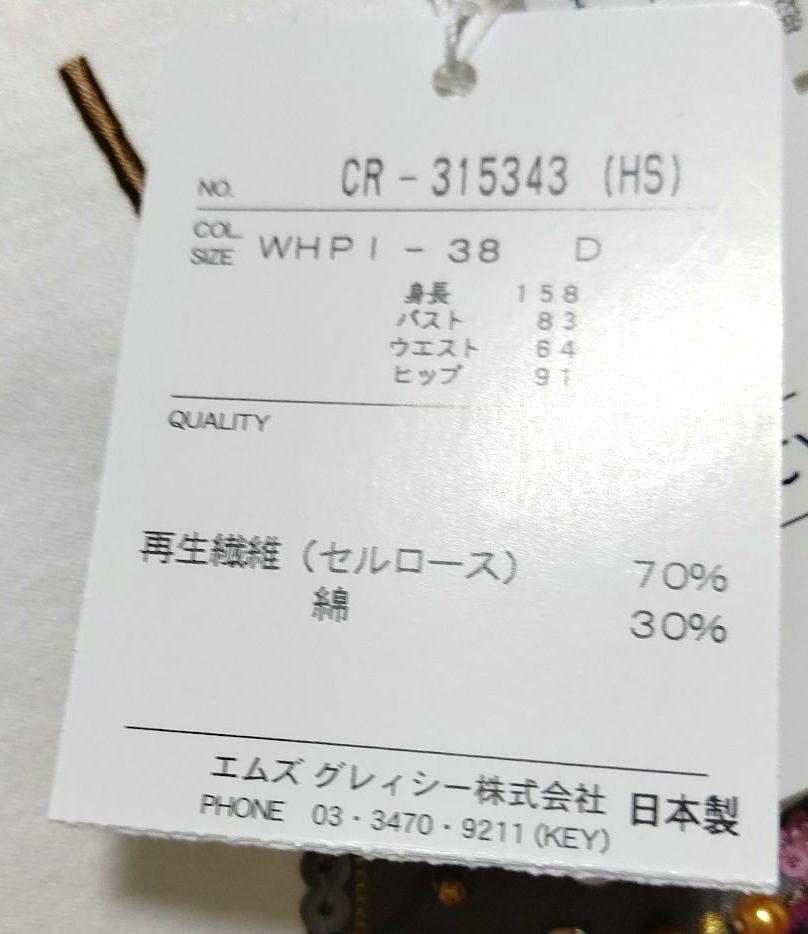 NO. CR-315343 (HS)
COL
SIZE WHPI - 38 D
身長 158
バスト 83
ウエスト 64
ヒップ 91
QUALITY
再生繊維（セルロース） 70%
綿 30%
エムズ グレィシー株式会社 日本製
PHONE 03・3470・9211 (KEY)